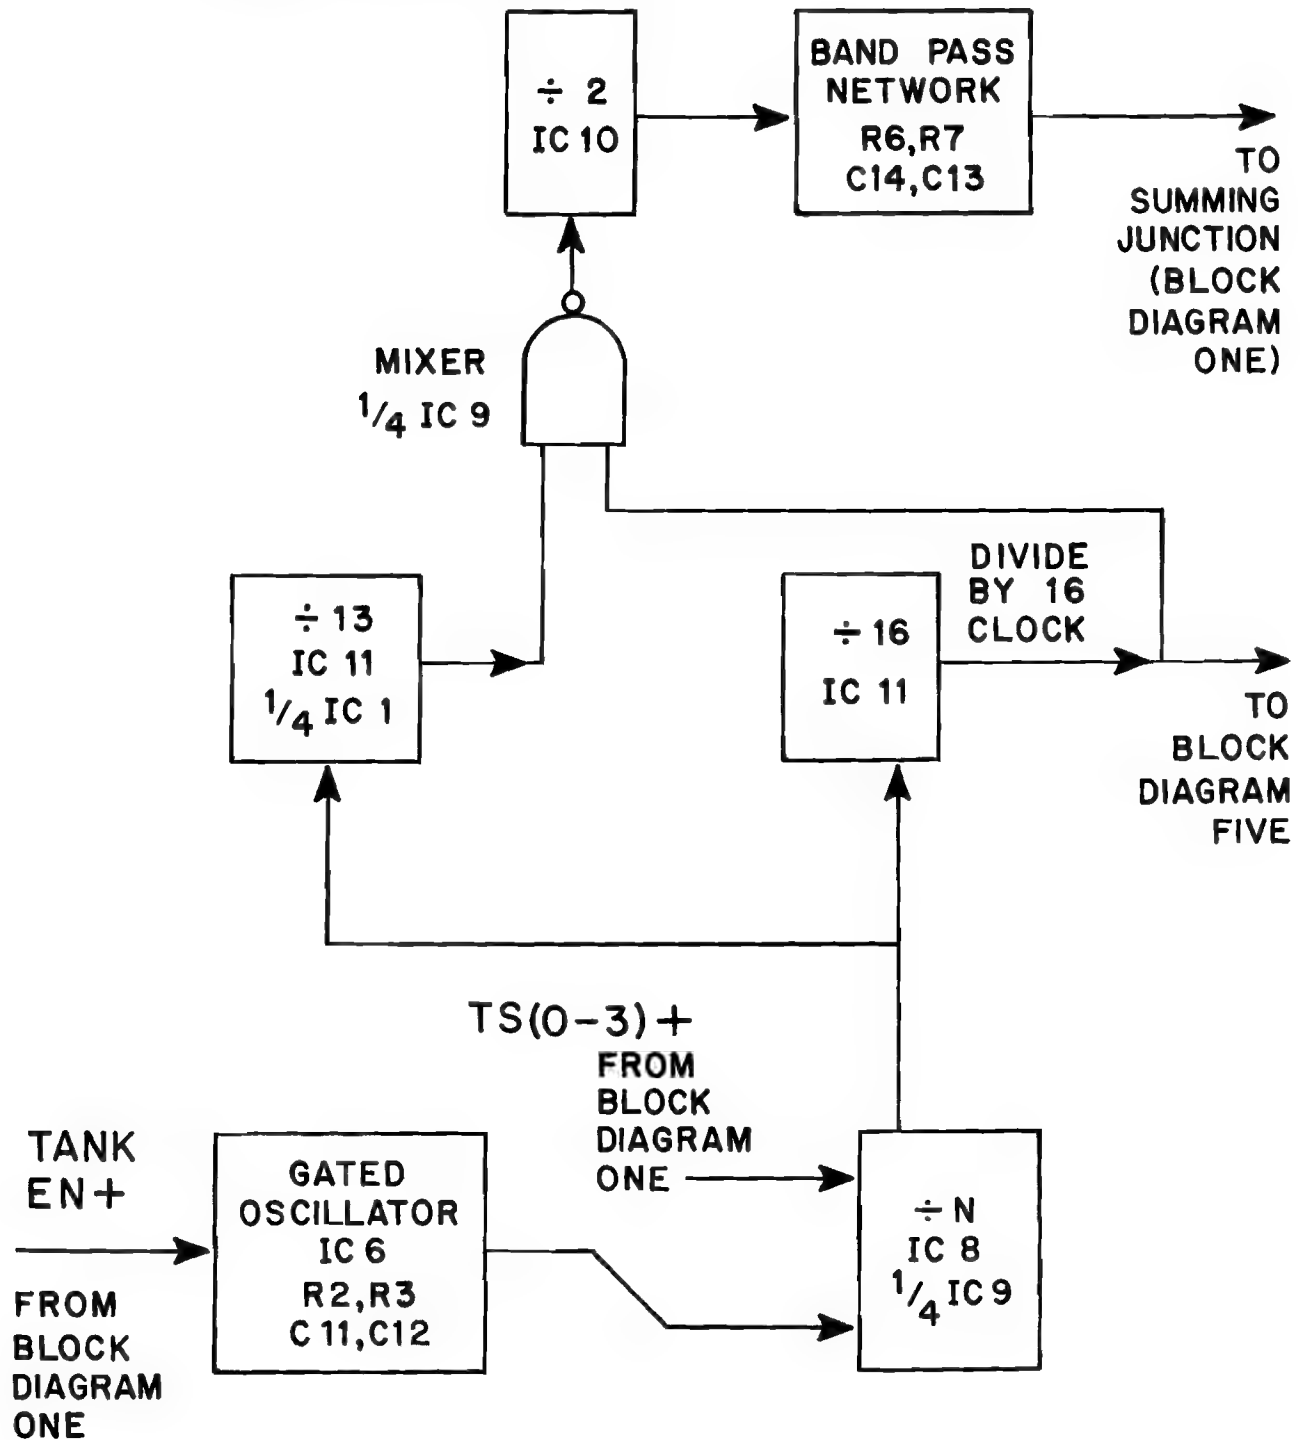 ÷ 2
IC 10
BAND PASS
NETWORK
R6,R7
C14,C13
TO
SUMMING
JUNCTION
(BLOCK
DIAGRAM
ONE)
MIXER
1/4 IC 9
÷ 13
IC 11
1/4 IC 1
÷ 16
IC 11
DIVIDE
BY 16
CLOCK
TO
BLOCK
DIAGRAM
FIVE
TS(0-3)+
FROM
BLOCK
DIAGRAM
ONE
TANK
EN+
FROM
BLOCK
DIAGRAM
ONE
GATED
OSCILLATOR
IC 6
R2,R3
C11,C12
÷ N
IC 8
1/4 IC 9